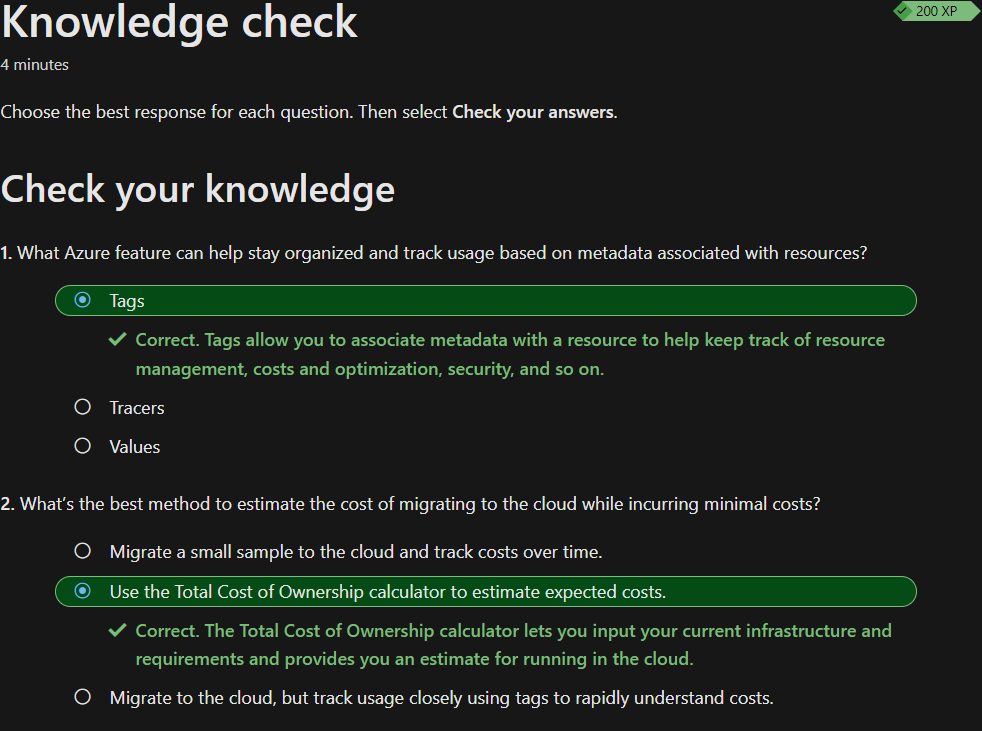 Knowledge check
200 XP
4 minutes
Choose the best response for each question. Then select Check your answers.
Check your knowledge
1. What Azure feature can help stay organized and track usage based on metadata associated with resources?
Tags
Correct. Tags allow you to associate metadata with a resource to help keep track of resource
management, costs and optimization, security, and so on.
Tracers
Values
2. What's the best method to estimate the cost of migrating to the cloud while incurring minimal costs?
Migrate a small sample to the cloud and track costs over time.
Use the Total Cost of Ownership calculator to estimate expected costs.
Correct. The Total Cost of Ownership calculator lets you input your current infrastructure and
requirements and provides you an estimate for running in the cloud.
Migrate to the cloud, but track usage closely using tags to rapidly understand costs.